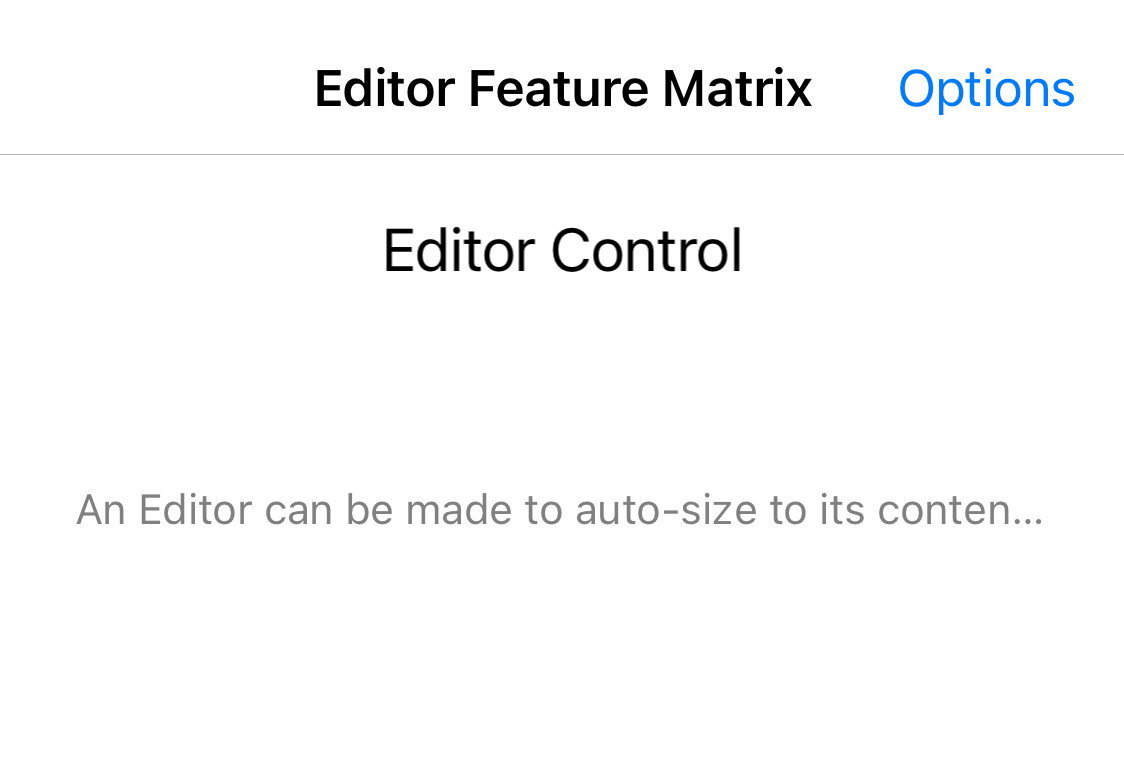 Editor Feature Matrix Options
Editor Control
An Editor can be made to auto-size to its conten...